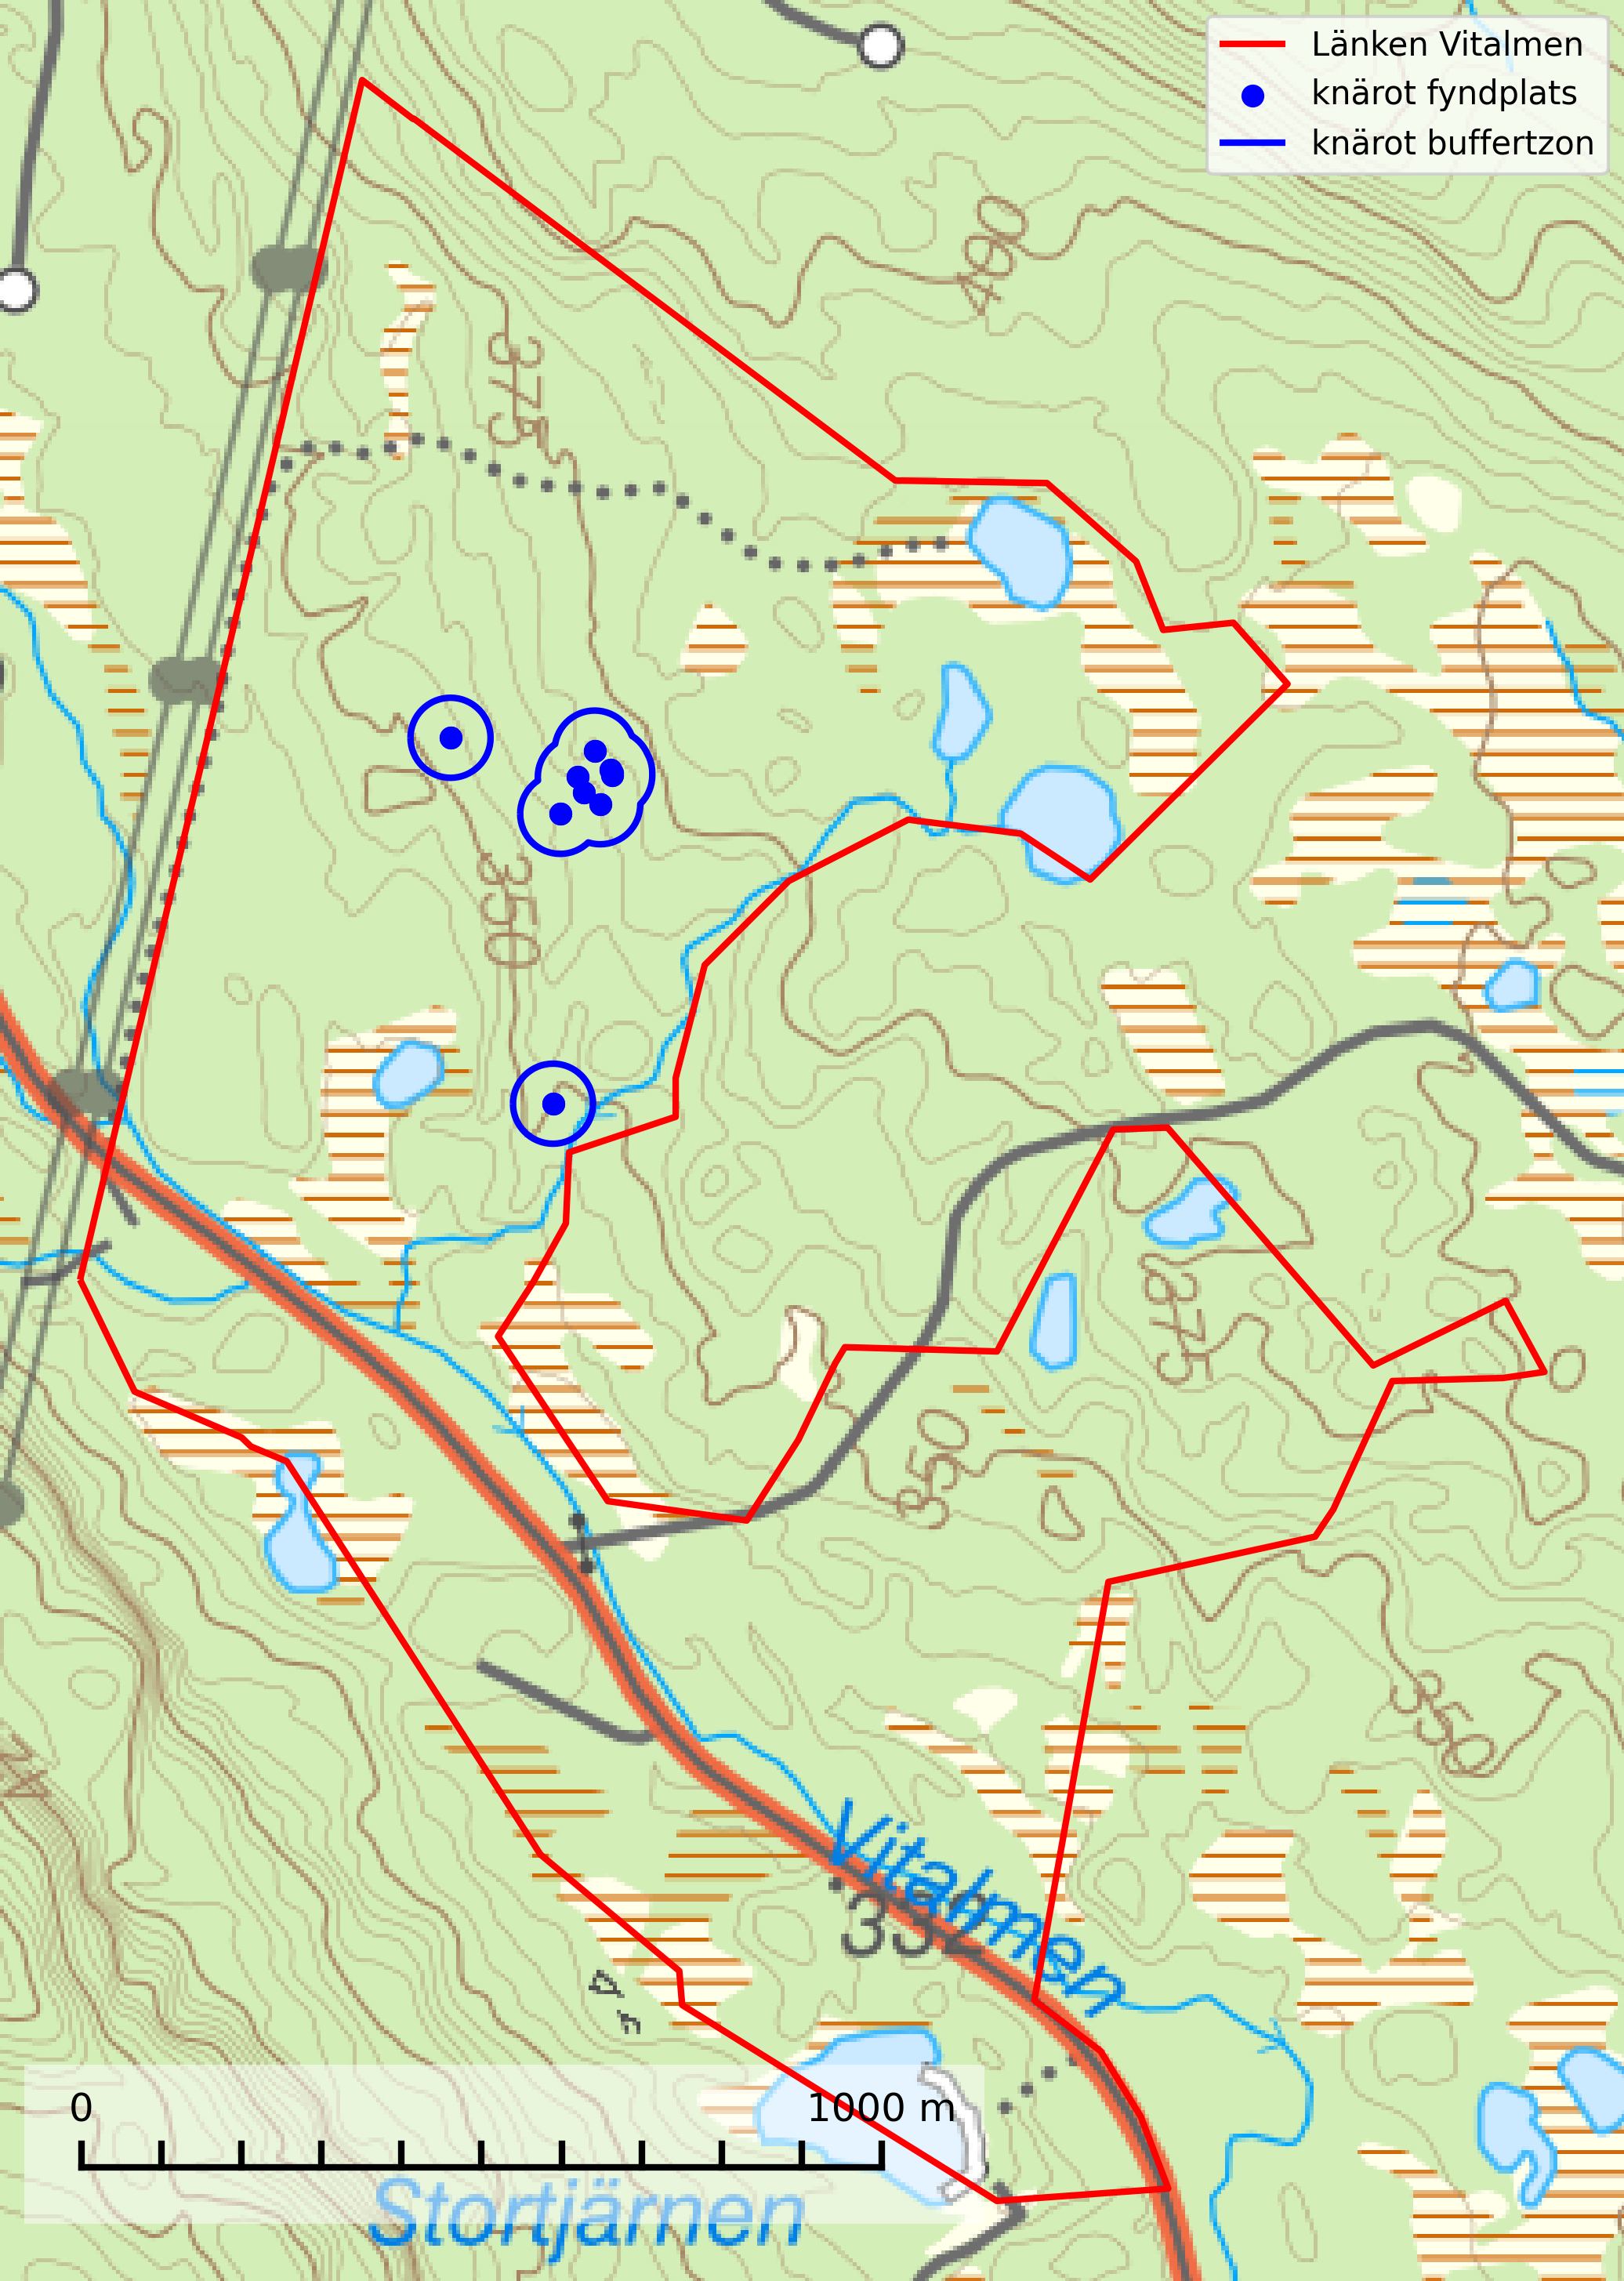 Länken Vitalmen
knärot fyndplats
knärot buffertzon
400
375
350
375
350
350
Vitalmen
332
0 1000 m
Stortjärnen